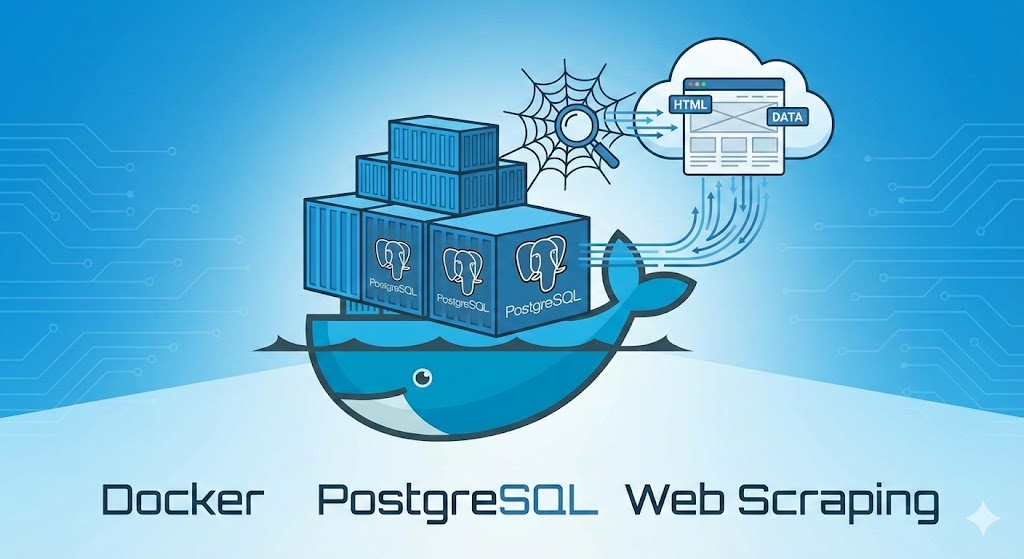 HTML
DATA
PostgreSQL
PostgreSQL
PostgreSQL
Docker PostgreSQL Web Scraping